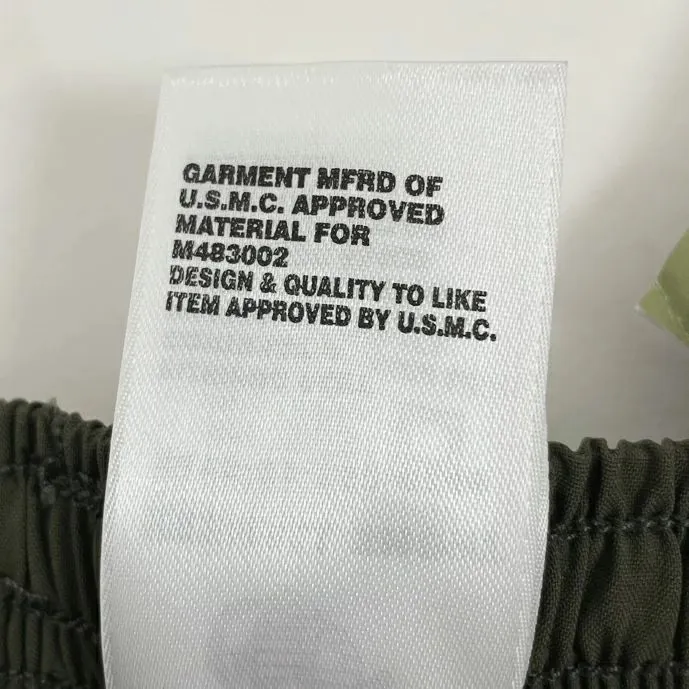 GARMENT MFRD OF
U.S.M.C. APPROVED
MATERIAL FOR
M483002
DESIGN & QUALITY TO LIKE
ITEM APPROVED BY U.S.M.C.